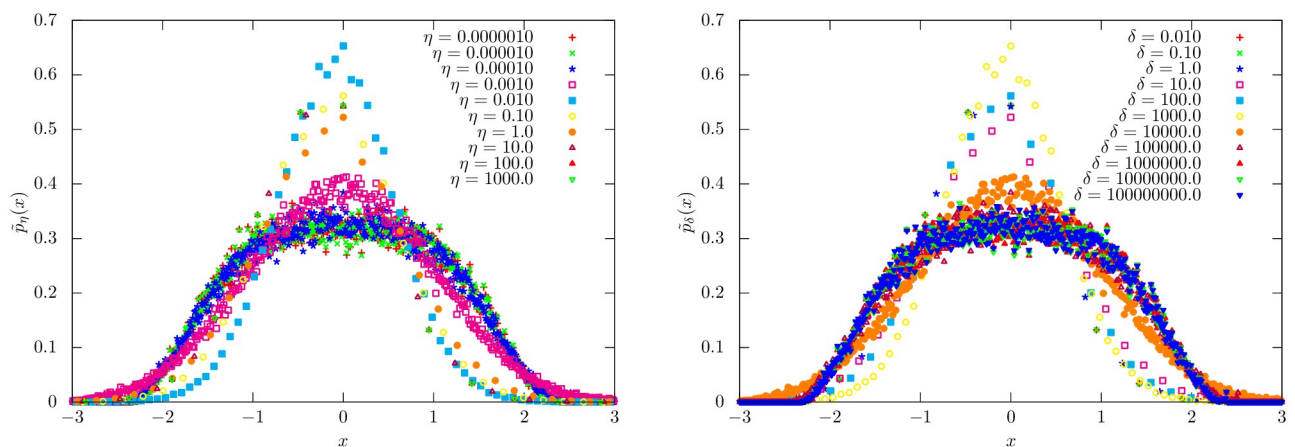 0
0.1
0.2
0.3
0.4
0.5
0.6
0.7
−3
−2
−1
0
1
2
3
p̃η(x)
x
η = 0.0000010
η = 0.000010
η = 0.00010
η = 0.0010
η = 0.010
η = 0.10
η = 1.0
η = 10.0
η = 100.0
η = 1000.0
0
0.1
0.2
0.3
0.4
0.5
0.6
0.7
−3
−2
−1
0
1
2
3
p̃δ(x)
x
δ = 0.010
δ = 0.10
δ = 1.0
δ = 10.0
δ = 100.0
δ = 1000.0
δ = 10000.0
δ = 100000.0
δ = 1000000.0
δ = 10000000.0
δ = 100000000.0